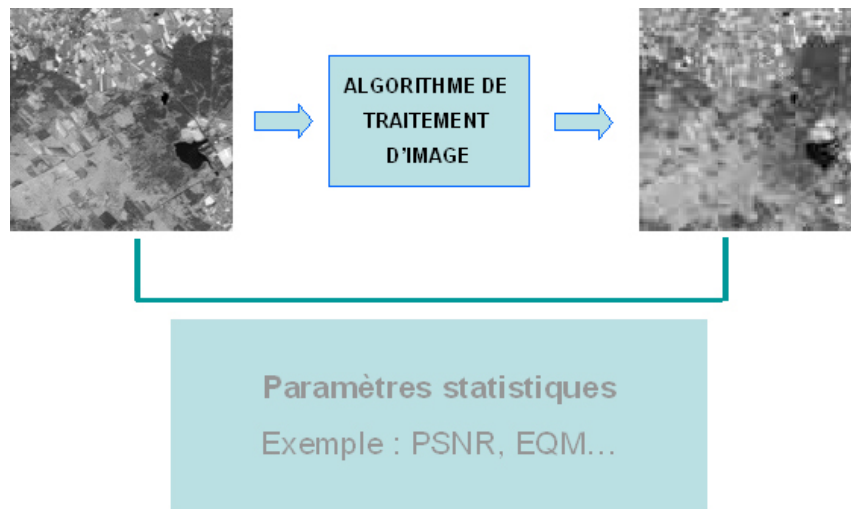 ALGORITHME DE
TRAITEMENT
D'IMAGE
Paramètres statistiques
Exemple : PSNR, EQM...